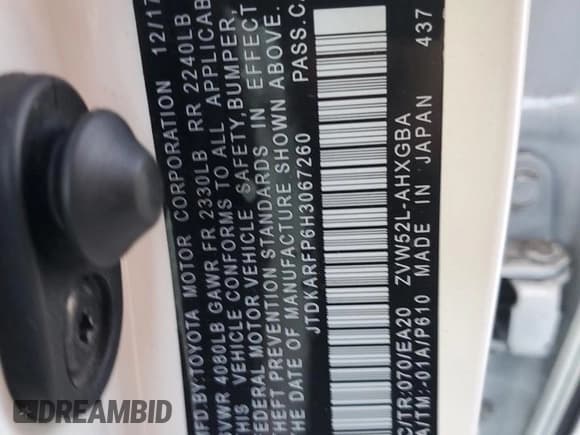 MFD.BY:TOYOTA MOTOR CORPORATION 12/17
GVWR 4080LB GAWR FR 2330LB RR 2240LB
THIS VEHICLE CONFORMS TO ALL APPLICAB
FEDERAL MOTOR VEHICLE SAFETY,BUMPER,
THEFT PREVENTION STANDARDS IN EFFECT
THE DATE OF MANUFACTURE SHOWN ABOVE.
JTDKARFP6H3067260 PASS.CA
C/TR:070/EA20 ZVW52L-AHXGBA
A/TM:-01A/P610 MADE IN JAPAN 437
DREAMBID